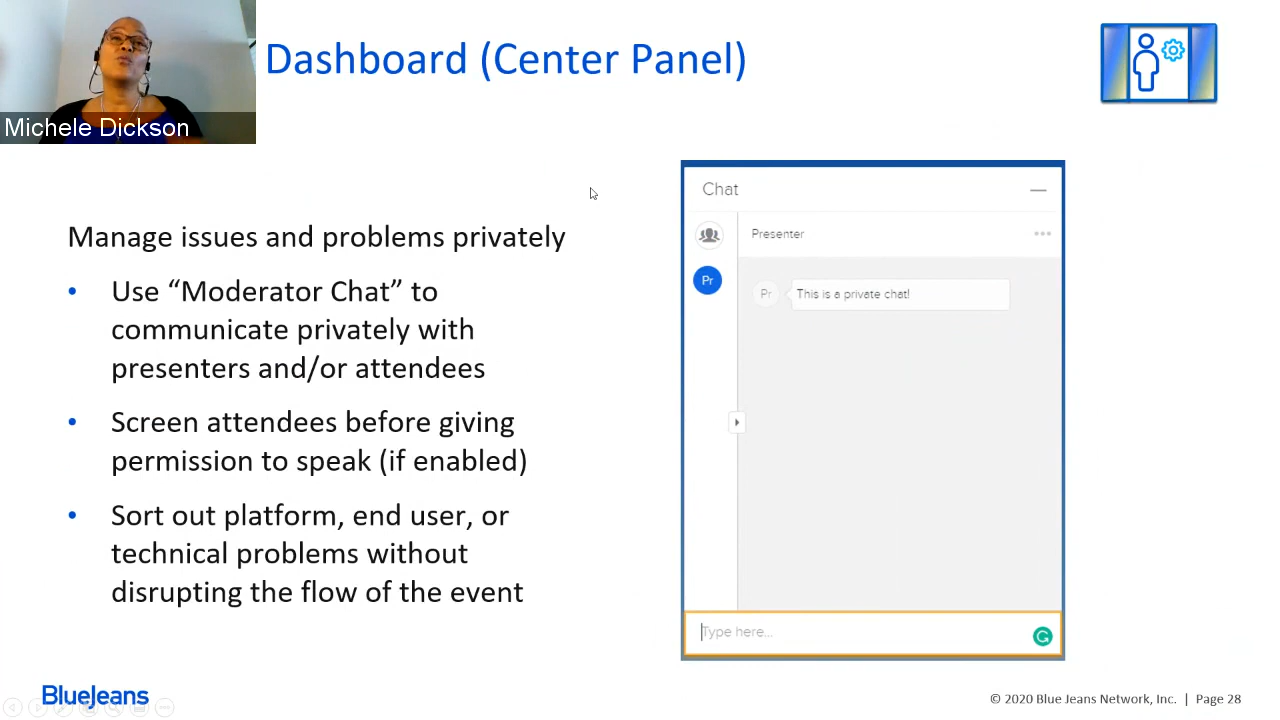 Dashboard (Center Panel)
Michele Dickson
Manage issues and problems privately
• Use “Moderator Chat” to
communicate privately with
presenters and/or attendees
• Screen attendees before giving
permission to speak (if enabled)
• Sort out platform, end user, or
technical problems without
disrupting the flow of the event
Chat
Presenter
Pr
Pr
This is a private chat!
Type here...
BlueJeans
© 2020 Blue Jeans Network, Inc. | Page 28